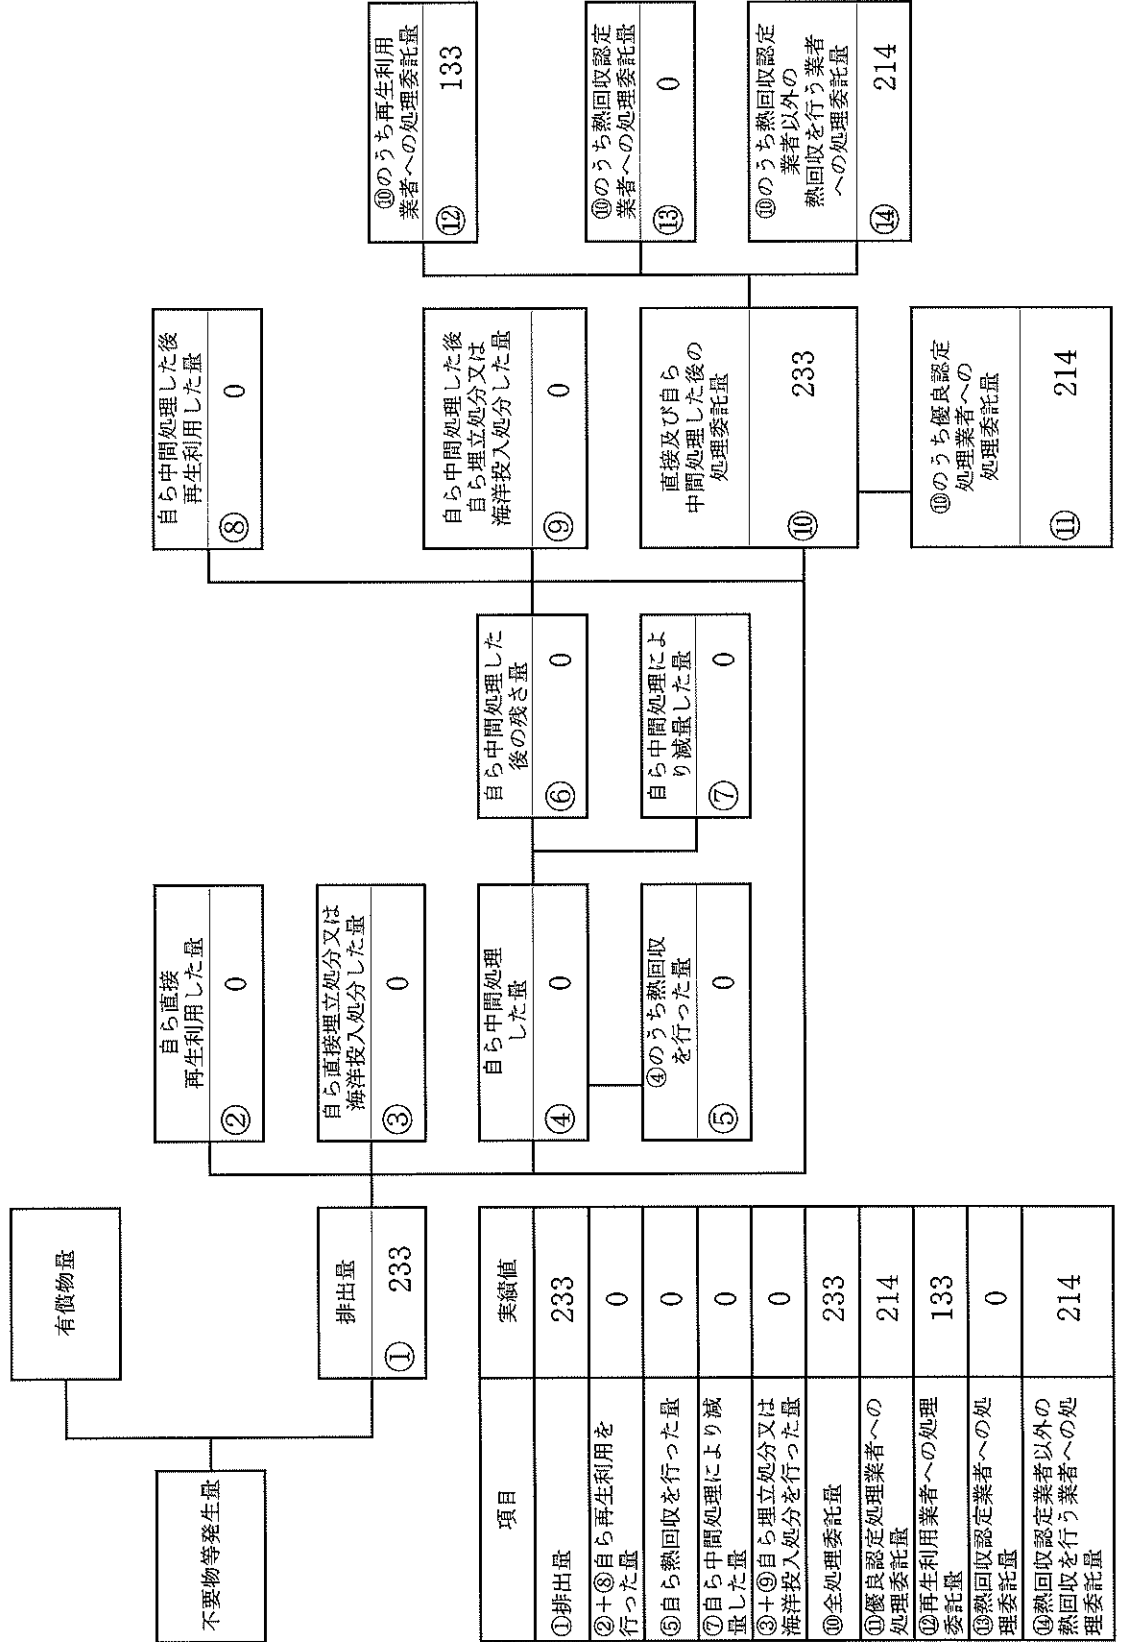 不要物等発生量
有償物量
排出量
① 233
自ら直接
再生利用した量
② 0
自ら直接埋立処分又は
海洋投入処分した量
③ 0
自ら中間処理
した量
④ 0
④のうち熱回収
を行った量
⑤ 0
自ら中間処理した
後の残さ量
⑥ 0
自ら中間処理によ
り減量した量
⑦ 0
自ら中間処理した後
再生利用した量
⑧ 0
自ら中間処理した後
自ら埋立処分又は
海洋投入処分した量
⑨ 0
直接及び自ら
中間処理した後の
処理委託量
⑩ 233
⑩のうち優良認定
処理業者への
処理委託量
⑪ 214
⑩のうち再生利用
業者への処理委託量
⑫ 133
⑩のうち熱回収認定
業者への処理委託量
⑬ 0
⑩のうち熱回収認定
業者以外の
熱回収を行う業者
への処理委託量
⑭ 214
項目 実績値
①排出量 233
②+⑧自ら再生利用を
行った量 0
⑤自ら熱回収を行った量 0
⑦自ら中間処理により減
量した量 0
③+⑨自ら埋立処分又は
海洋投入処分を行った量 0
⑩全処理委託量 233
⑪優良認定処理業者への
処理委託量 214
⑫再生利用業者への処理
委託量 133
⑬熱回収認定業者への処
理委託量 0
⑭熱回収認定業者以外の
熱回収を行う業者への処
理委託量 214